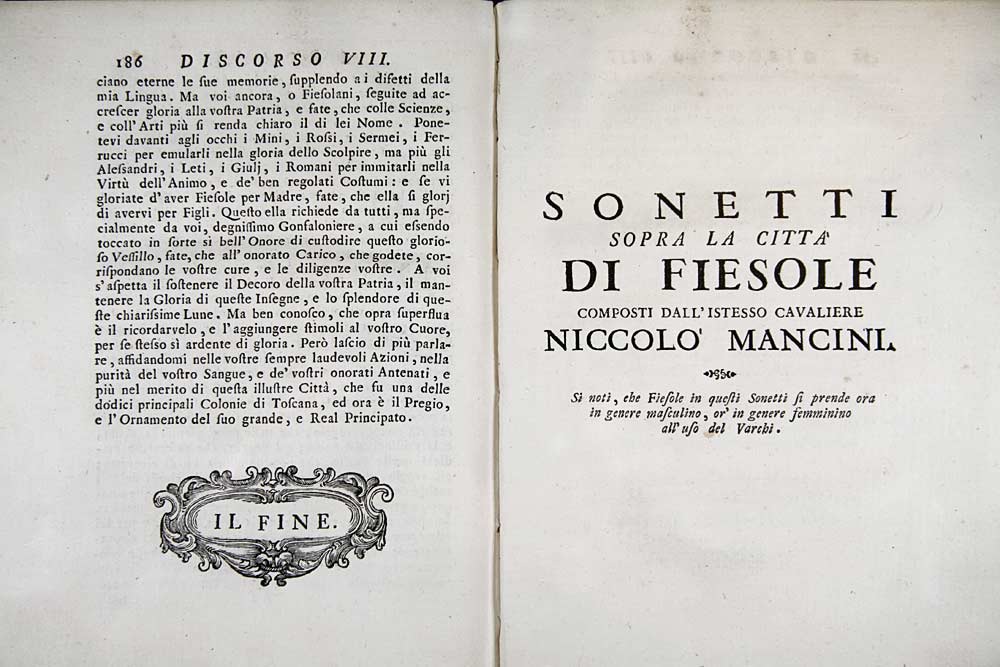 186 DISCORSO VIII.
ciano eterne le ſue memorie, ſupplendo ai difetti della
mia Lingua. Ma voi ancora, o Fieſolani, ſeguite ad ac-
creſcer gloria alla voſtra Patria, e fate, che colle Scienze,
e coll'Arti più ſi renda chiaro il di lei Nome. Pone-
tevi davanti agli occhi i Mini, i Roſſi, i Sermei, i Fer-
rucci per emularli nella gloria dello Scolpire, ma più gli
Aleſſandri, i Leti, i Giulj, i Romani per immitarli nella
Virtù dell'Animo, e de' ben regolati Coſtumi: e ſe vi
gloriate d'aver Fieſole per Madre, fate, che ella ſi glorj
di avervi per Figli. Queſto ella richiede da tutti, ma ſpe-
cialmente da voi, degniſſimo Gonfaloniere, a cui eſſendo
toccato in ſorte sì bell'Onore di cuſtodire queſto glorio-
ſo Veſſillo, fate, che all'onorato Carico, che godete, cor-
riſpondano le voſtre cure, e le diligenze voſtre. A voi
s'aſpetta il ſoſtenere il Decoro della voſtra Patria, il man-
tenere la Gloria di queſte Inſegne, e lo ſplendore di que-
ſte chiariſsime Lune. Ma ben conoſco, che opra ſuperflua
è il ricordarvelo, e l'aggiungere ſtimoli al voſtro Cuore,
per ſe ſteſſo sì ardente di gloria. Però laſcio di più parla-
re, affidandomi nelle voſtre ſempre laudevoli Azioni, nella
purità del voſtro Sangue, e de' voſtri onorati Antenati, e
più nel merito di queſta illuſtre Città, che fu una delle
dodici principali Colonie di Toſcana, ed ora è il Pregio,
e l'Ornamento del ſuo grande, e Real Principato.
IL FINE.
SONETTI
SOPRA LA CITTA'
DI FIESOLE
COMPOSTI DALL'ISTESSO CAVALIERE
NICCOLO' MANCINI.
Si noti, che Fieſole in queſti Sonetti ſi prende ora
in genere maſculino, or' in genere femminino
all'uſo del Varchi.